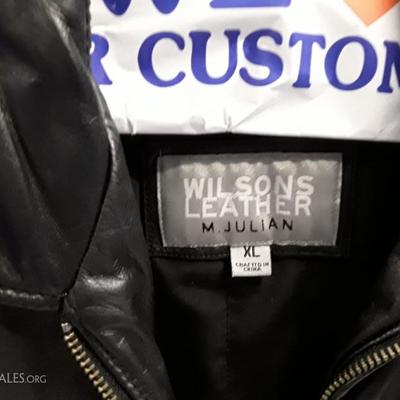 R CUSTOM
WILSONS
LEATHER
M. JULIAN
XL
CRAFTED IN
CHINA
ALES.ORG